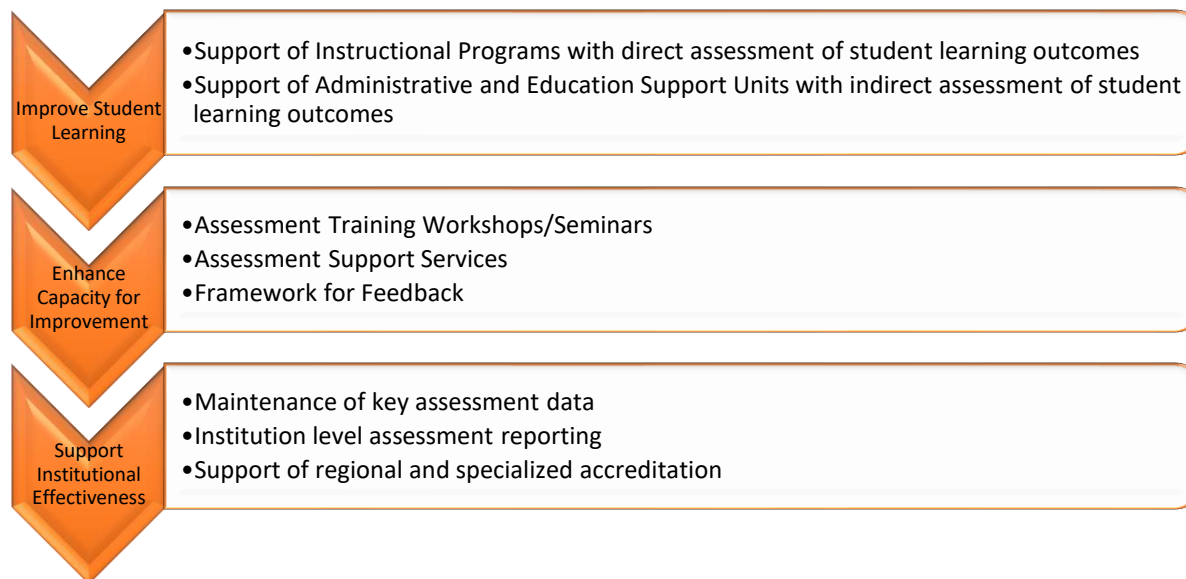 Improve Student
Learning
•Support of Instructional Programs with direct assessment of student learning outcomes
•Support of Administrative and Education Support Units with indirect assessment of student
learning outcomes
Enhance
Capacity for
Improvement
•Assessment Training Workshops/Seminars
•Assessment Support Services
•Framework for Feedback
Support
Institutional
Effectiveness
•Maintenance of key assessment data
•Institution level assessment reporting
•Support of regional and specialized accreditation